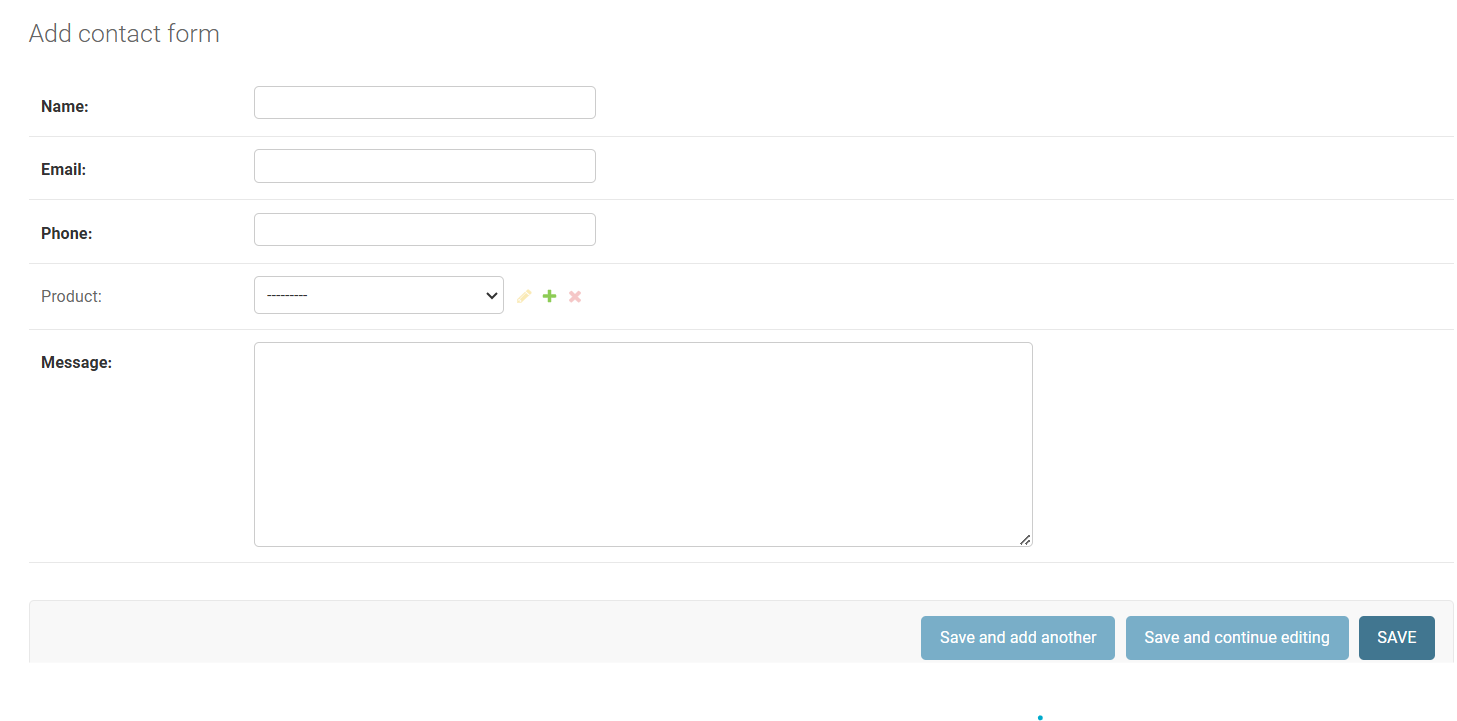 Add contact form
Name:
Email:
Phone:
Product:
---------
Message:
Save and add another
Save and continue editing
SAVE